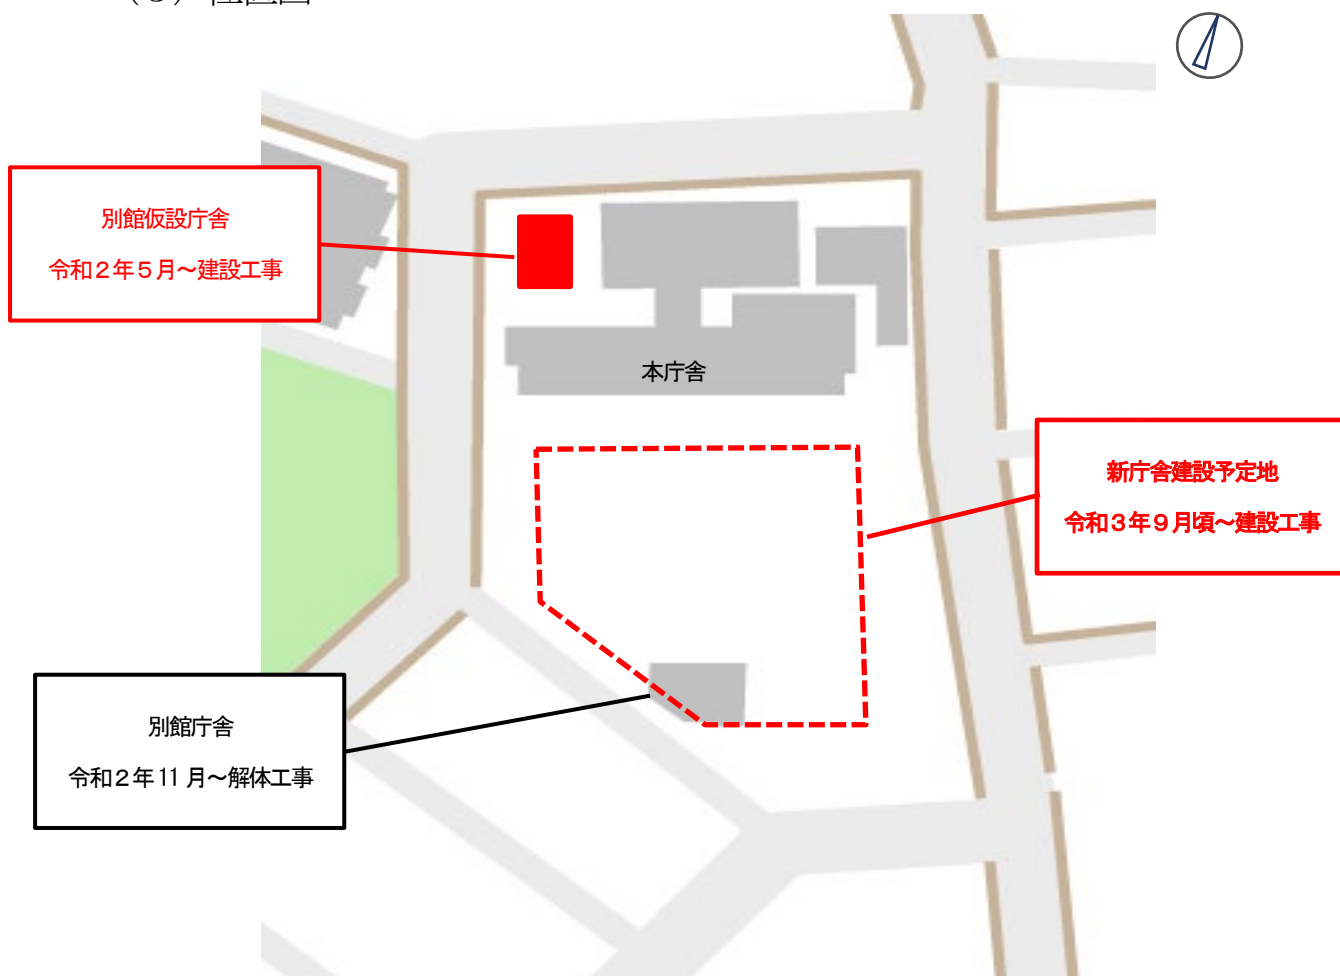 別館仮設庁舎
令和２年５月～建設工事
本庁舎
新庁舎建設予定地
令和３年９月頃～建設工事
別館庁舎
令和２年11月～解体工事